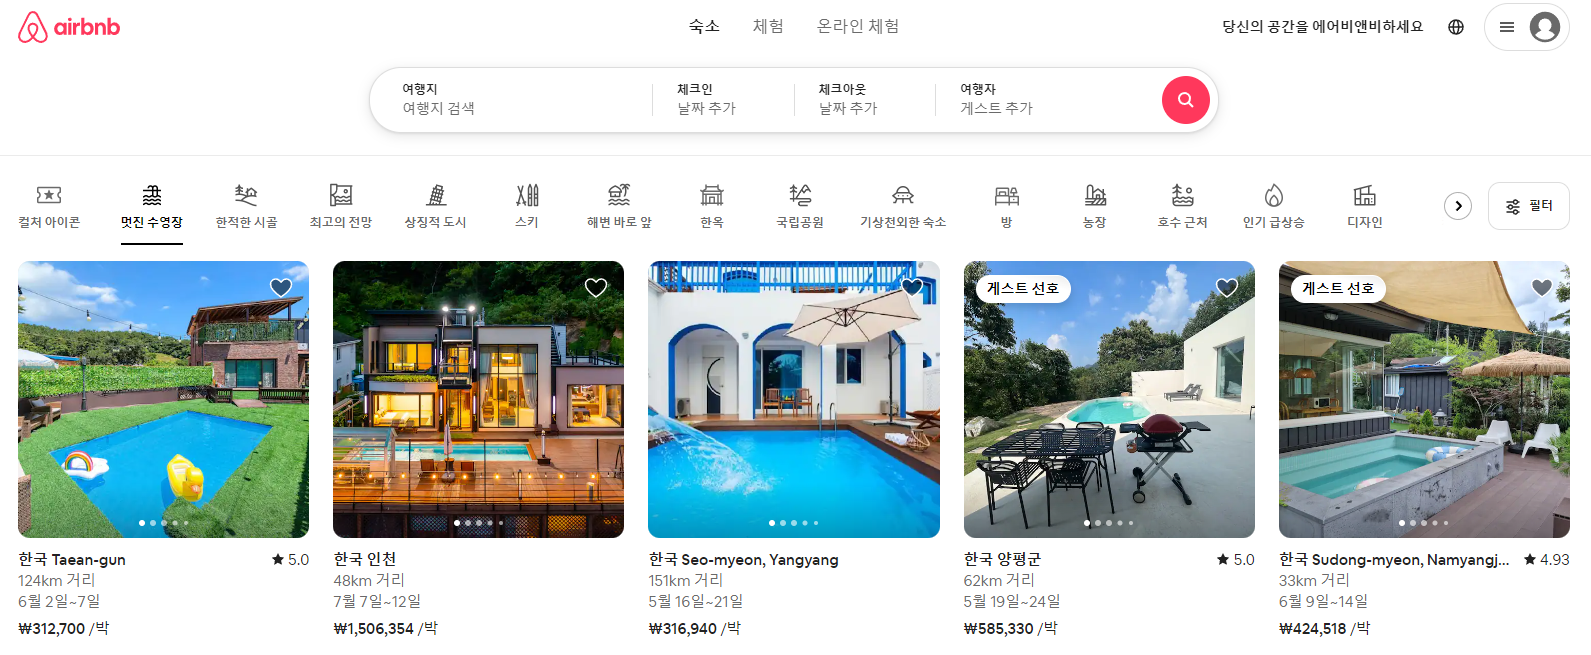 airbnb
숙소 체험 온라인 체험
당신의 공간을 에어비앤비하세요
여행지
여행지 검색
체크인
날짜 추가
체크아웃
날짜 추가
여행자
게스트 추가
컬처 아이콘
멋진 수영장
한적한 시골
최고의 전망
상징적 도시
스키
해변 바로 앞
한옥
국립공원
기상천외한 숙소
방
농장
호수 근처
인기 급상승
디자인
필터
한국 Taean-gun ★ 5.0
124km 거리
6월 2일~7일
₩312,700 /박
한국 인천
48km 거리
7월 7일~12일
₩1,506,354 /박
한국 Seo-myeon, Yangyang
151km 거리
5월 16일~21일
₩316,940 /박
게스트 선호
한국 양평군 ★ 5.0
62km 거리
5월 19일~24일
₩585,330 /박
게스트 선호
한국 Sudong-myeon, Namyangj... ★ 4.93
33km 거리
6월 9일~14일
₩424,518 /박